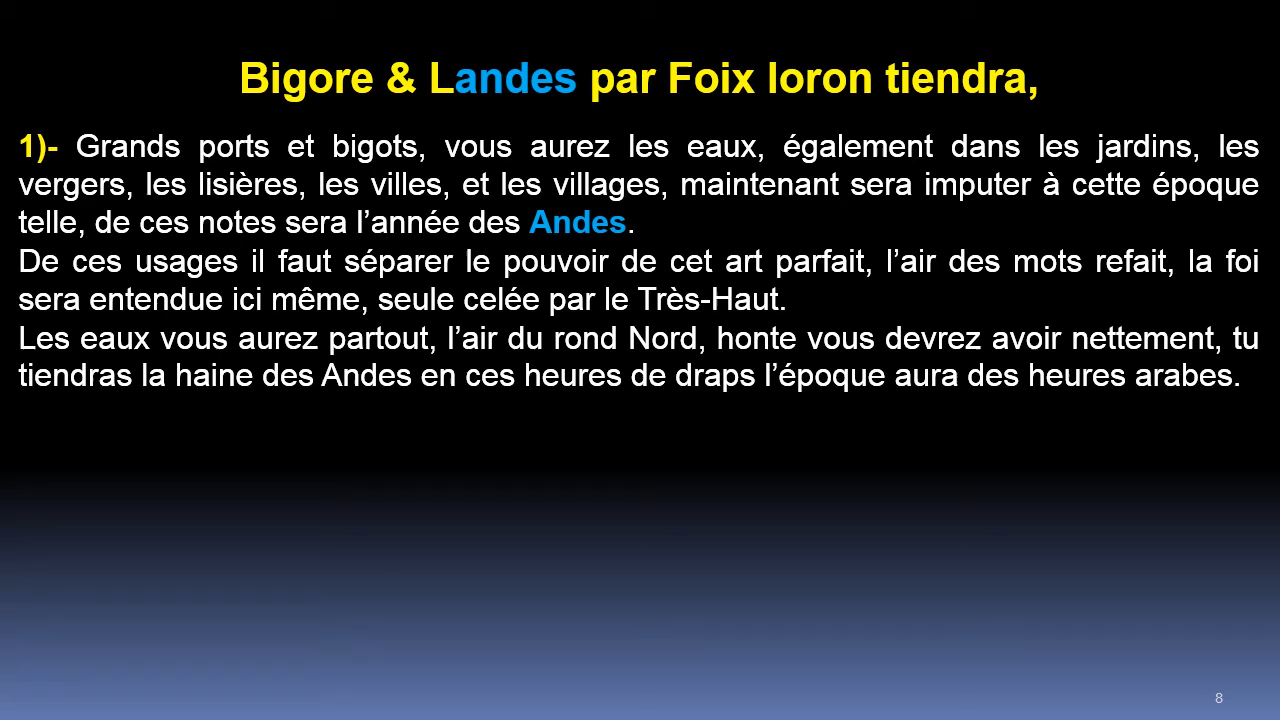 Bigore & Landes par Foix loron tiendra,
1)- Grands ports et bigots, vous aurez les eaux, également dans les jardins, les
vergers, les lisières, les villes, et les villages, maintenant sera imputer à cette époque
telle, de ces notes sera l’année des Andes.
De ces usages il faut séparer le pouvoir de cet art parfait, l’air des mots refait, la foi
sera entendue ici même, seule celée par le Très-Haut.
Les eaux vous aurez partout, l’air du rond Nord, honte vous devrez avoir nettement, tu
tiendras la haine des Andes en ces heures de draps l’époque aura des heures arabes.
8